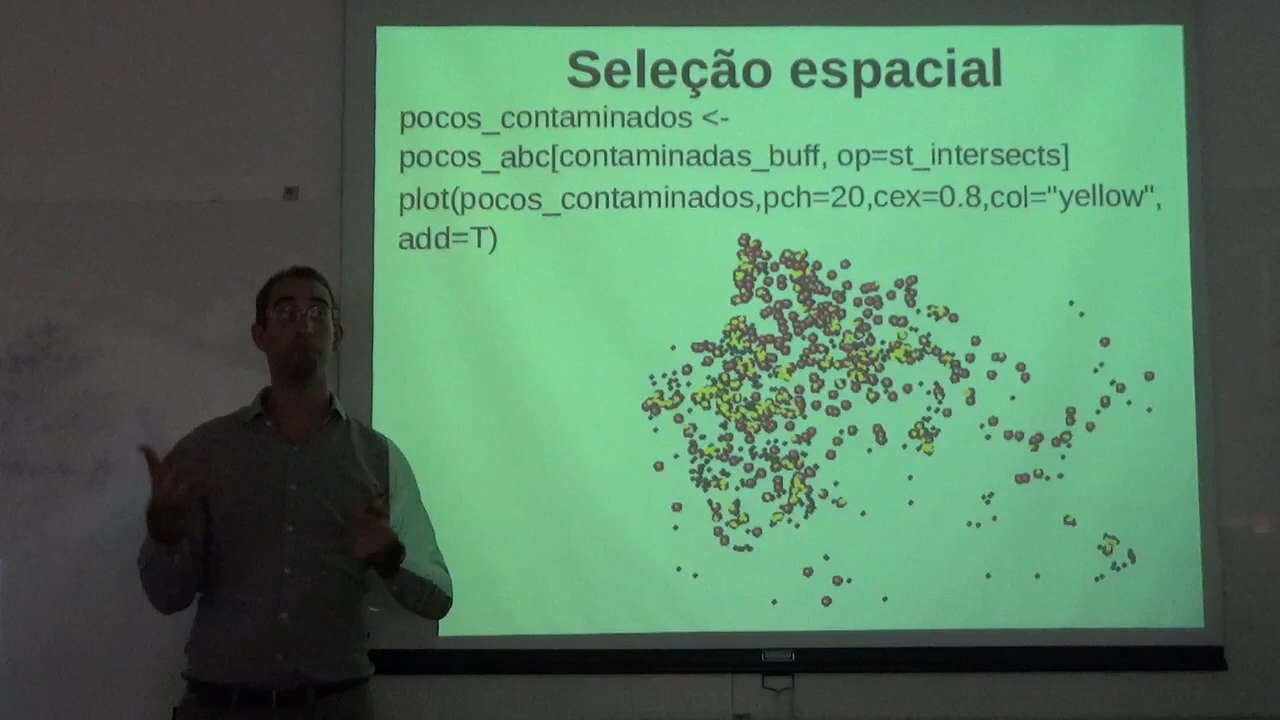 Seleção espacial
pocos_contaminados <-
pocos_abc[contaminadas_buff, op=st_intersects]
plot(pocos_contaminados,pch=20,cex=0.8,col="yellow",
add=T)